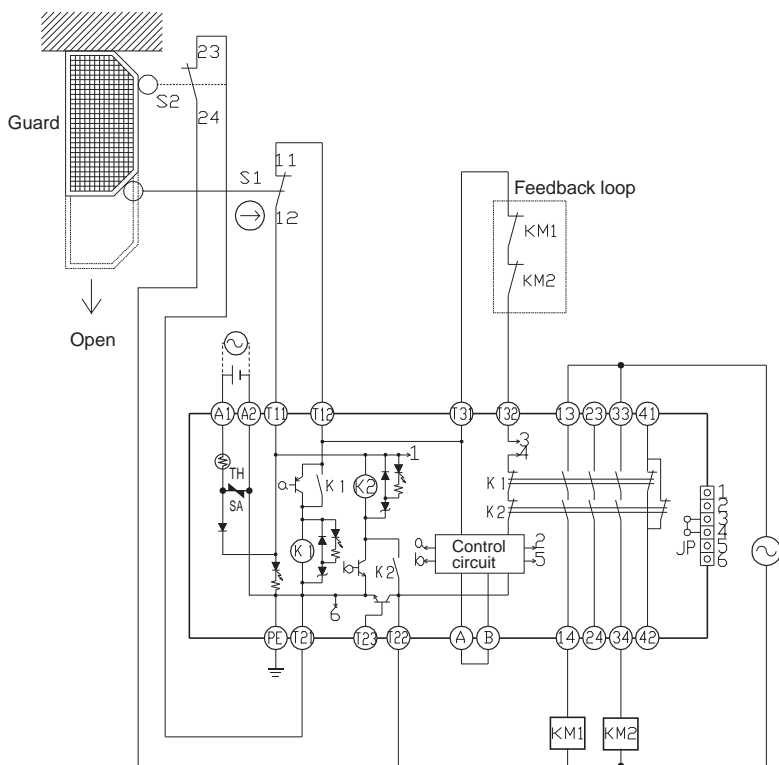 23
S2
24
Guard
11
S1
12
Feedback loop
KM1
KM2
Open
A1 A2 T11 T12 T31 T32 13 23 33 41
1
3
4
TH
SA
a
K1
K2
K1
K2
1
2
3
4
5
6
JP
K1
b
K2
a
b
Control
circuit
2
5
6
PE T21 T23 T22 A B 14 24 34 42
KM1 KM2